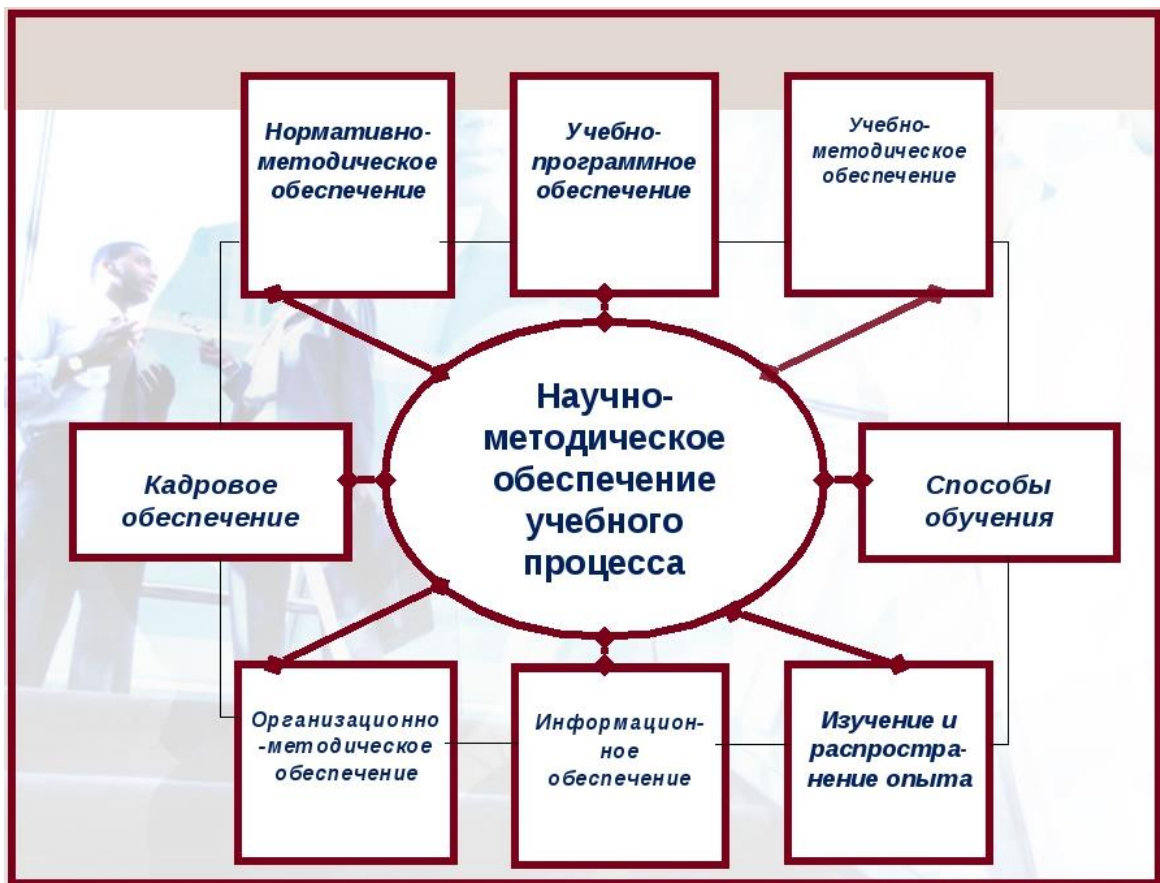 Нормативно-
методическое
обеспечение
Учебно-
программное
обеспечение
Учебно-
методическое
обеспечение
Научно-
методическое
обеспечение
учебного
процесса
Кадровое
обеспечение
Способы
обучения
Организационно
-методическое
обеспечение
Информацион-
ное
обеспечение
Изучение и
распростра-
нение опыта